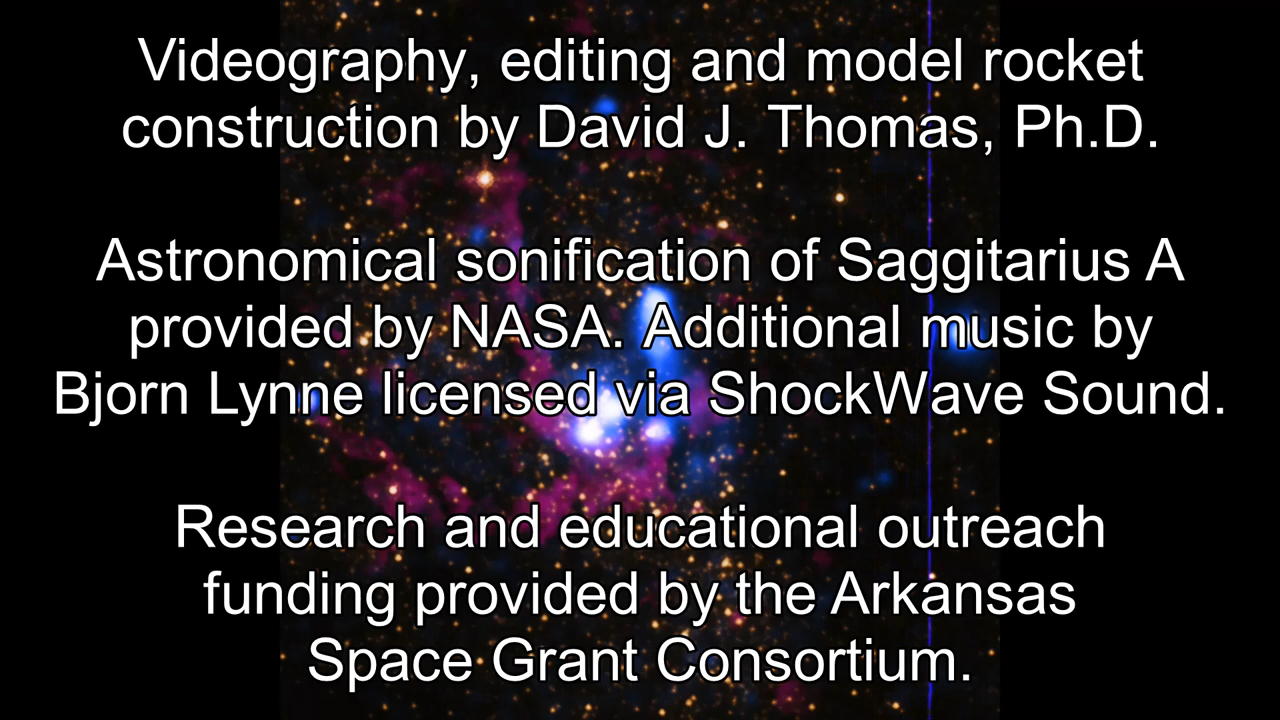 Videography, editing and model rocket
construction by David J. Thomas, Ph.D.
Astronomical sonification of Saggitarius A
provided by NASA. Additional music by
Bjorn Lynne licensed via ShockWave Sound.
Research and educational outreach
funding provided by the Arkansas
Space Grant Consortium.